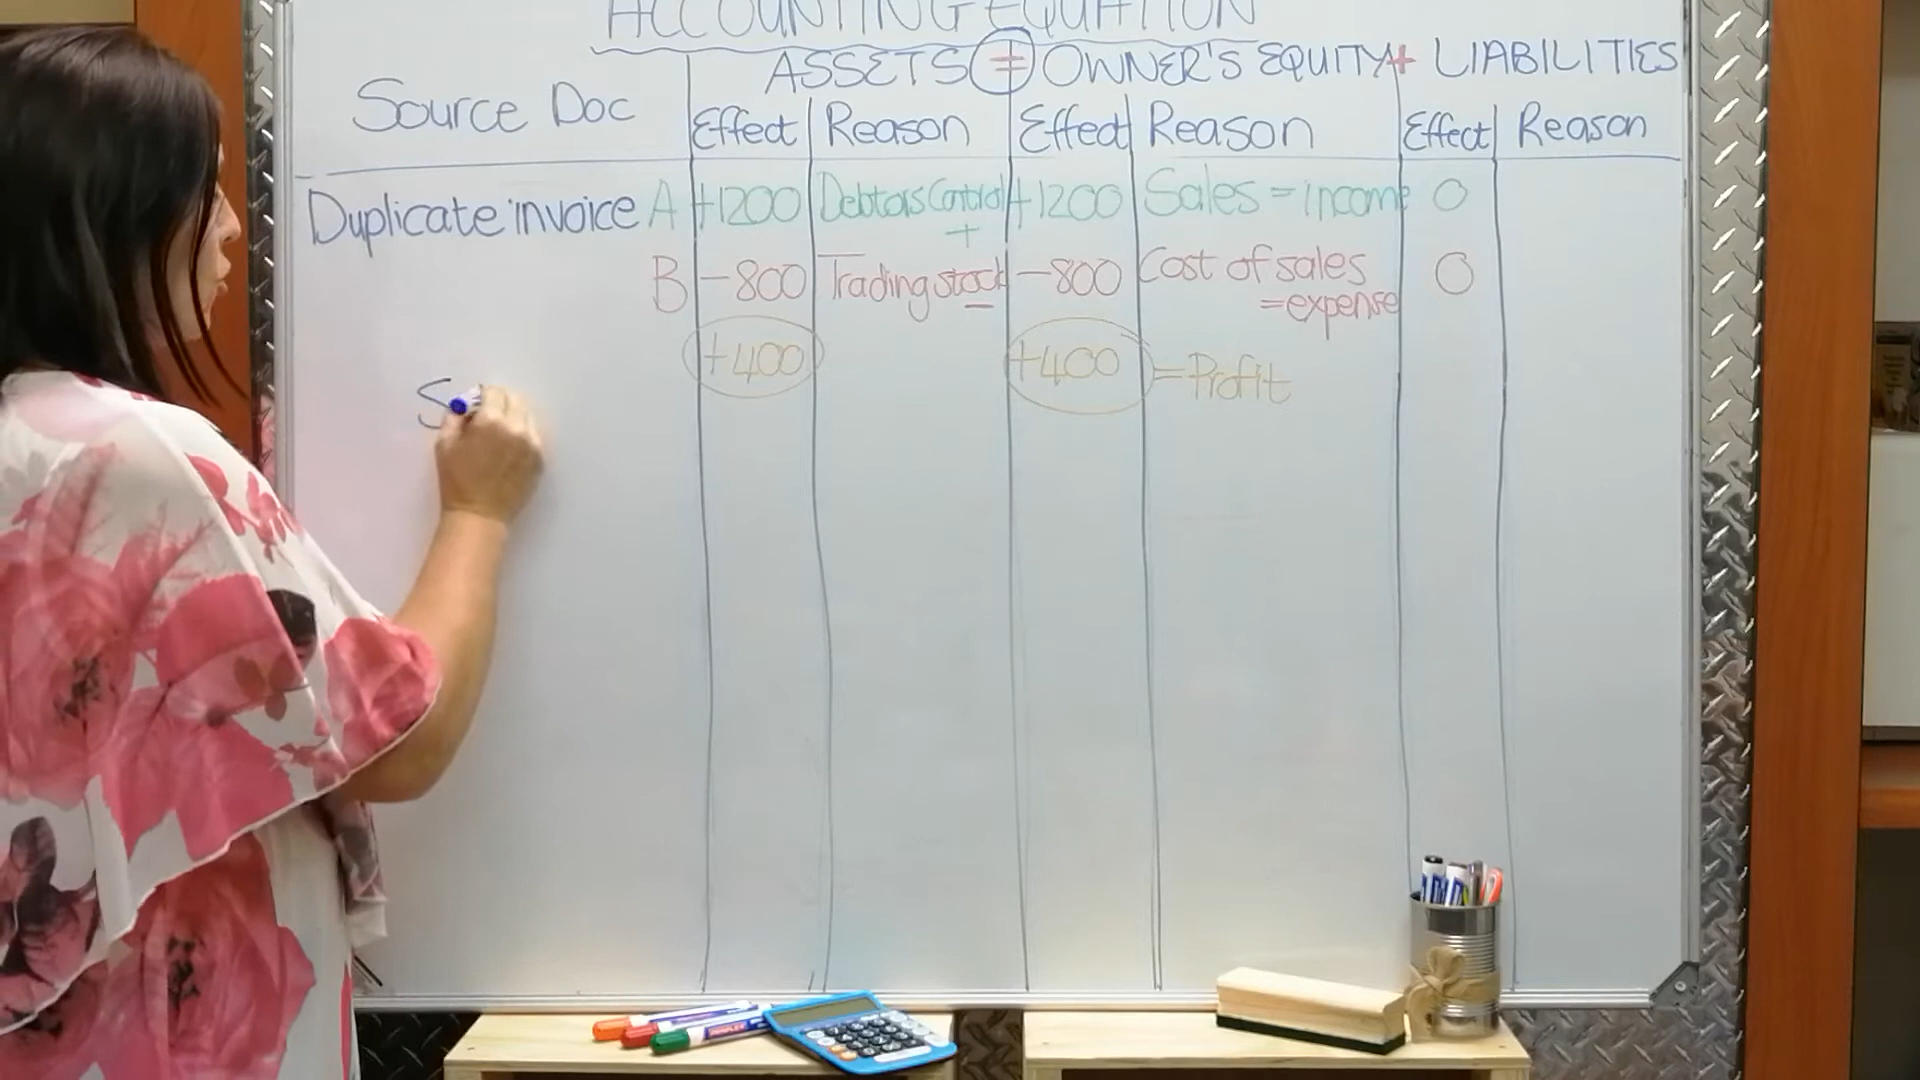 ACCOUNTING EQUATION
ASSETS = OWNER'S EQUITY + LIABILITIES
Source Doc Effect Reason Effect Reason Effect Reason
Duplicate invoice A +1200 Debtors Control + +1200 Sales = income 0
B -800 Trading stock - -800 Cost of sales = expense 0
+400 +400 = Profit
S